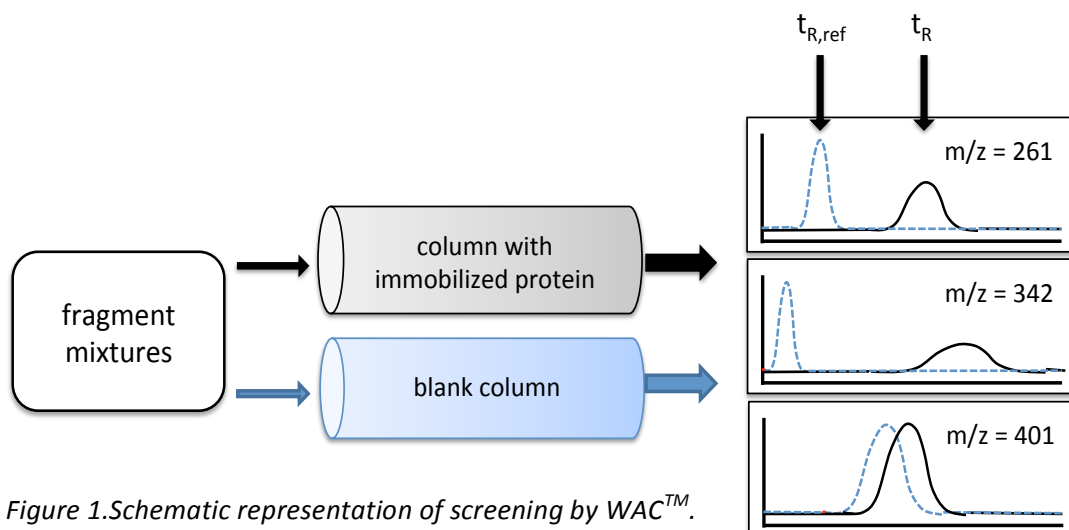 t_R,ref t_R
m/z = 261
column with
immobilized protein
m/z = 342
fragment
mixtures
blank column
m/z = 401
Figure 1.Schematic representation of screening by WAC™.